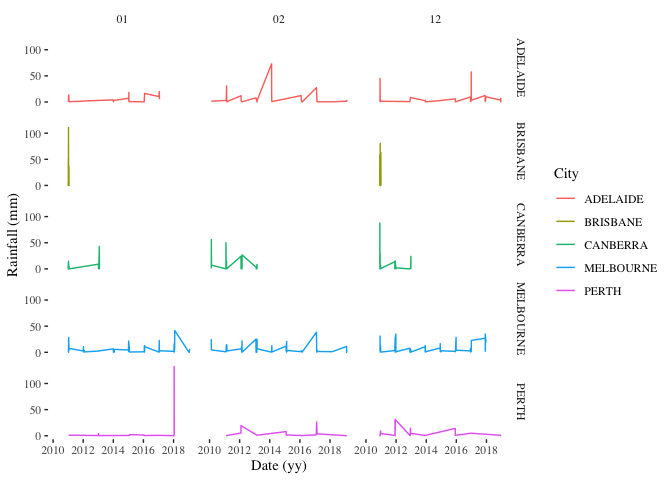 01 02 12
100
50
0
ADELAIDE
100
50
0
BRISBANE
100
50
0
CANBERRA
100
50
0
MELBOURNE
100
50
0
PERTH
2010 2012 2014 2016 2018 2010 2012 2014 2016 2018 2010 2012 2014 2016 2018
Date (yy)
Rainfall (mm)
City
ADELAIDE
BRISBANE
CANBERRA
MELBOURNE
PERTH